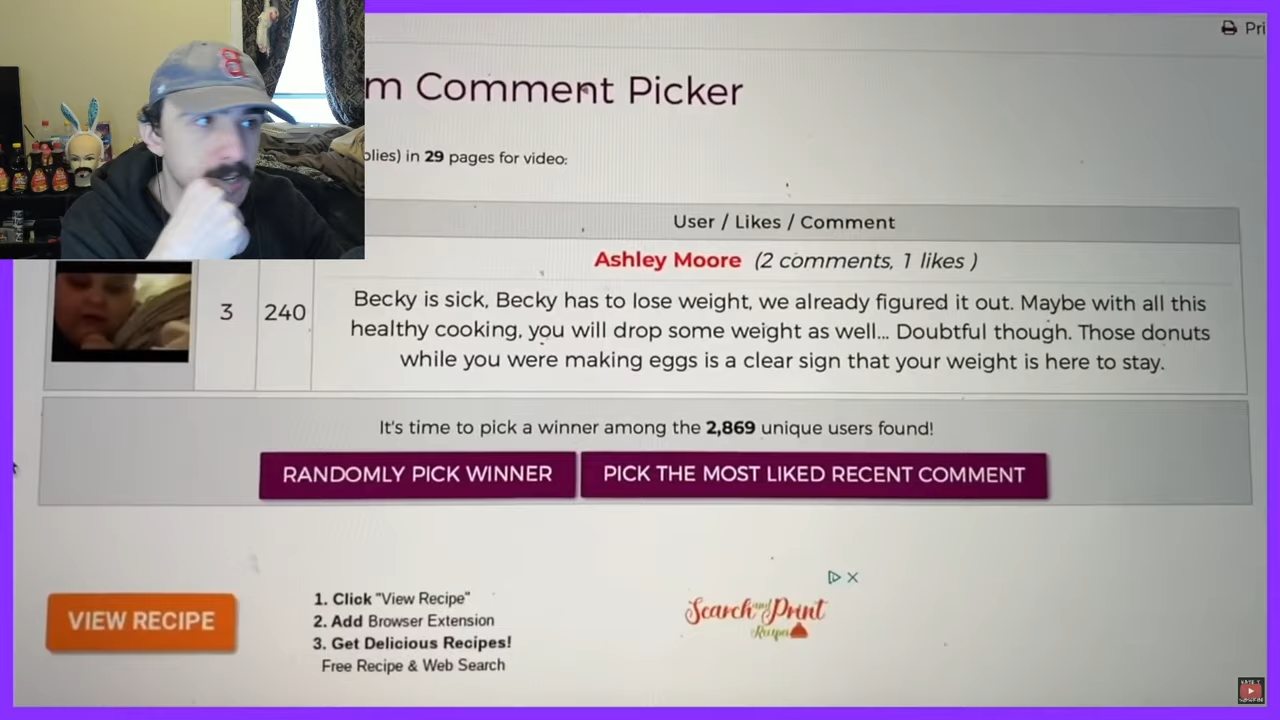 Pri
m Comment Picker
plies) in 29 pages for video:
User / Likes / Comment
Ashley Moore (2 comments, 1 likes )
3 240
Becky is sick, Becky has to lose weight, we already figured it out. Maybe with all this
healthy cooking, you will drop some weight as well... Doubtful though. Those donuts
while you were making eggs is a clear sign that your weight is here to stay.
It's time to pick a winner among the 2,869 unique users found!
RANDOMLY PICK WINNER
PICK THE MOST LIKED RECENT COMMENT
VIEW RECIPE
1. Click "View Recipe"
2. Add Browser Extension
3. Get Delicious Recipes!
Free Recipe & Web Search
Search and Print
Recipes